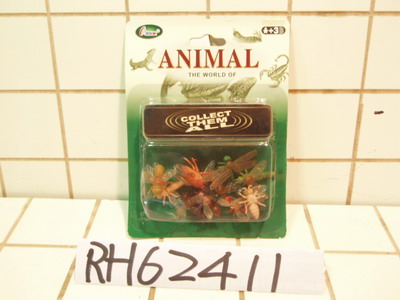 ANIMAL
THE WORLD OF
COLLECT
THEM
ALL
RH62411